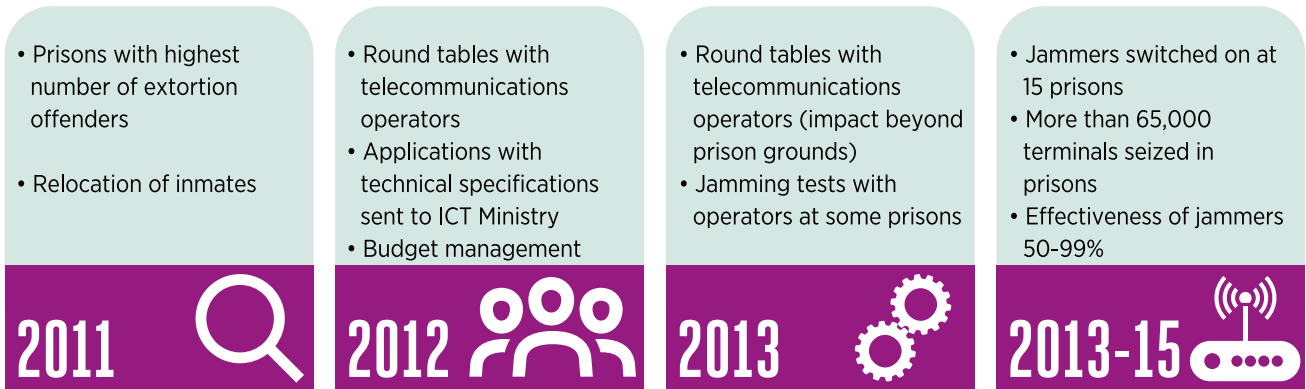 • Prisons with highest
number of extortion
offenders
• Relocation of inmates
2011
• Round tables with
telecommunications
operators
• Applications with
technical specifications
sent to ICT Ministry
• Budget management
2012
• Round tables with
telecommunications
operators (impact beyond
prison grounds)
• Jamming tests with
operators at some prisons
2013
• Jammers switched on at
15 prisons
• More than 65,000
terminals seized in
prisons
• Effectiveness of jammers
50-99%
2013-15